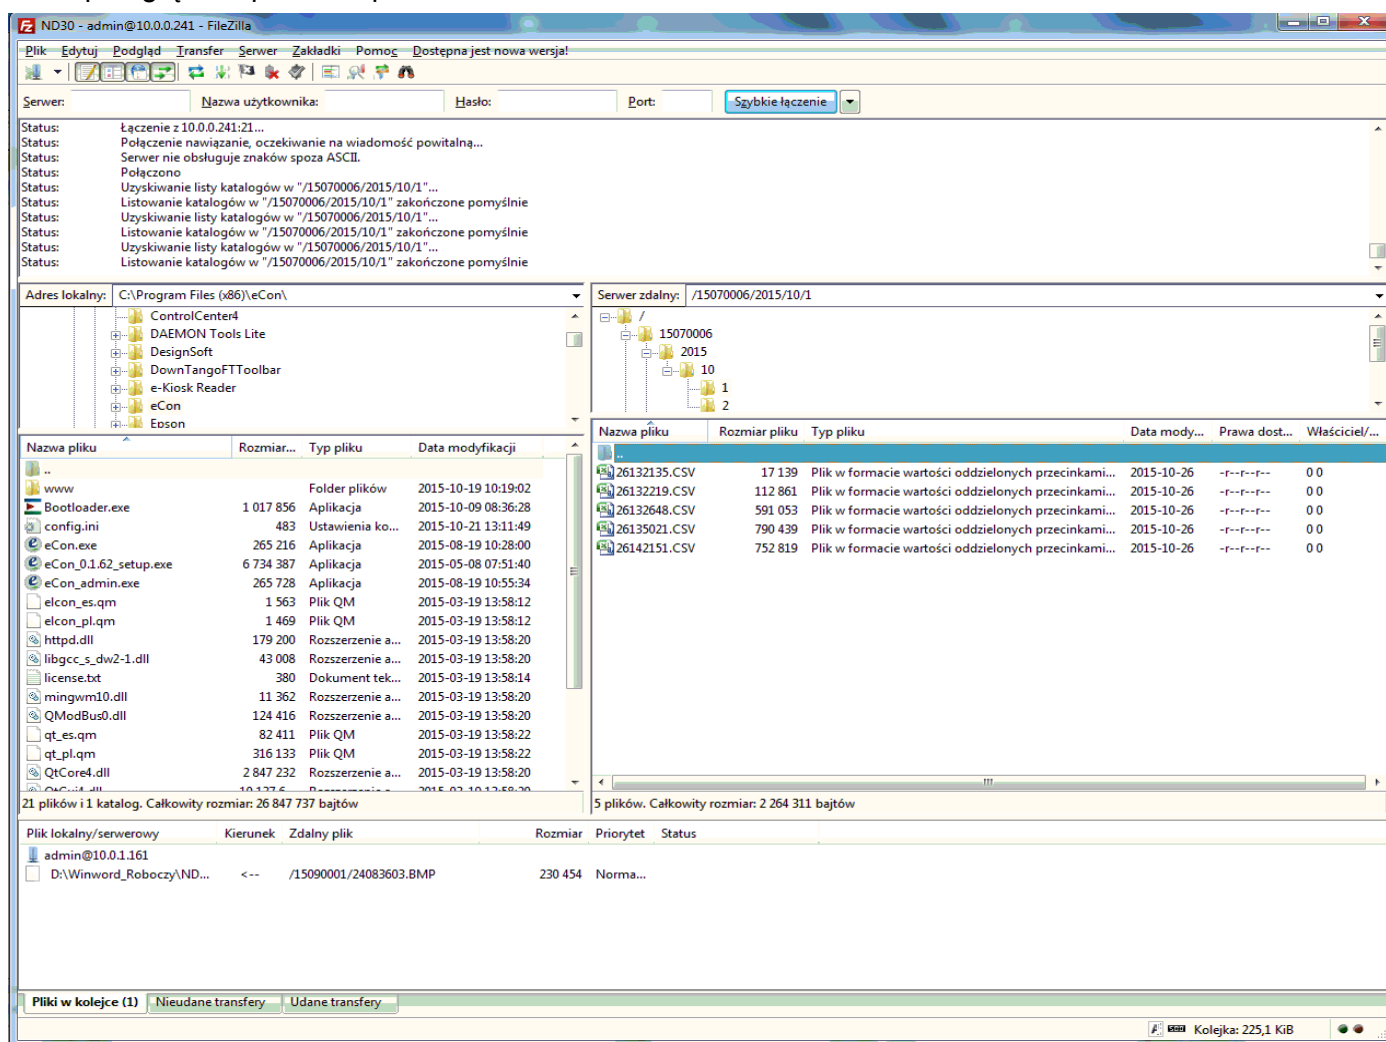 ND30 - admin@10.0.0.241 - FileZilla
Plik Edytuj Podgląd Transfer Serwer Zakładki Pomoc Dostępna jest nowa wersja!
Serwer: Nazwa użytkownika: Hasło: Port: Szybkie łączenie
Status: Łączenie z 10.0.0.241:21...
Status: Połączenie nawiązanie, oczekiwanie na wiadomość powitalną...
Status: Serwer nie obsługuje znaków spoza ASCII.
Status: Połączono
Status: Uzyskiwanie listy katalogów w "/15070006/2015/10/1"...
Status: Listowanie katalogów w "/15070006/2015/10/1" zakończone pomyślnie
Status: Uzyskiwanie listy katalogów w "/15070006/2015/10/1"...
Status: Listowanie katalogów w "/15070006/2015/10/1" zakończone pomyślnie
Status: Uzyskiwanie listy katalogów w "/15070006/2015/10/1"...
Status: Listowanie katalogów w "/15070006/2015/10/1" zakończone pomyślnie
Adres lokalny: C:\Program Files (x86)\eCon\
ControlCenter4
DAEMON Tools Lite
DesignSoft
DownTangoFTToolbar
e-Kiosk Reader
eCon
Epson
Nazwa pliku Rozmiar... Typ pliku Data modyfikacji
..
www Folder plików 2015-10-19 10:19:02
Bootloader.exe 1 017 856 Aplikacja 2015-10-09 08:36:28
config.ini 483 Ustawienia ko... 2015-10-21 13:11:49
eCon.exe 265 216 Aplikacja 2015-08-19 10:28:00
eCon_0.1.62_setup.exe 6 734 387 Aplikacja 2015-05-08 07:51:40
eCon_admin.exe 265 728 Aplikacja 2015-08-19 10:55:34
elcon_es.qm 1 563 Plik QM 2015-03-19 13:58:12
elcon_pl.qm 1 469 Plik QM 2015-03-19 13:58:12
httpd.dll 179 200 Rozszerzenie a... 2015-03-19 13:58:20
libgcc_s_dw2-1.dll 43 008 Rozszerzenie a... 2015-03-19 13:58:20
license.txt 380 Dokument tek... 2015-03-19 13:58:14
mingwm10.dll 11 362 Rozszerzenie a... 2015-03-19 13:58:20
QModBus0.dll 124 416 Rozszerzenie a... 2015-03-19 13:58:20
qt_es.qm 82 411 Plik QM 2015-03-19 13:58:22
qt_pl.qm 316 133 Plik QM 2015-03-19 13:58:22
QtCore4.dll 2 847 232 Rozszerzenie a... 2015-03-19 13:58:20
21 plików i 1 katalog. Całkowity rozmiar: 26 847 737 bajtów
Serwer zdalny: /15070006/2015/10/1
/
15070006
2015
10
1
2
Nazwa pliku Rozmiar pliku Typ pliku Data mody... Prawa dost... Właściciel/...
..
26132135.CSV 17 139 Plik w formacie wartości oddzielonych przecinkami... 2015-10-26 -r--r--r-- 0 0
26132219.CSV 112 861 Plik w formacie wartości oddzielonych przecinkami... 2015-10-26 -r--r--r-- 0 0
26132648.CSV 591 053 Plik w formacie wartości oddzielonych przecinkami... 2015-10-26 -r--r--r-- 0 0
26135021.CSV 790 439 Plik w formacie wartości oddzielonych przecinkami... 2015-10-26 -r--r--r-- 0 0
26142151.CSV 752 819 Plik w formacie wartości oddzielonych przecinkami... 2015-10-26 -r--r--r-- 0 0
5 plików. Całkowity rozmiar: 2 264 311 bajtów
Plik lokalny/serwerowy Kierunek Zdalny plik Rozmiar Priorytet Status
admin@10.0.1.161
D:\Winword_Roboczy\ND... <-- /15090001/24083603.BMP 230 454 Norma...
Pliki w kolejce (1) Nieudane transfery Udane transfery
Kolejka: 225,1 KiB